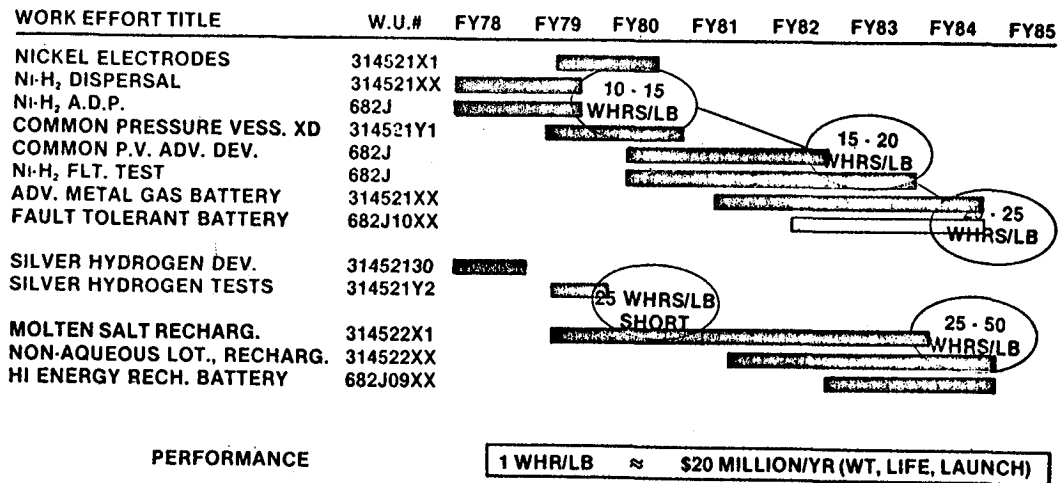 WORK EFFORT TITLE W.U.# FY78 FY79 FY80 FY81 FY82 FY83 FY84 FY85
NICKEL ELECTRODES 314521X1
Ni-H₂ DISPERSAL 314521XX
Ni-H₂ A.D.P. 682J
COMMON PRESSURE VESS. XD 314521Y1
COMMON P.V. ADV. DEV. 682J
Ni-H₂ FLT. TEST 682J
ADV. METAL GAS BATTERY 314521XX
FAULT TOLERANT BATTERY 682J10XX
10 - 15
WHRS/LB
15 - 20
WHRS/LB
- 25
WHRS/LB
SILVER HYDROGEN DEV. 31452130
SILVER HYDROGEN TESTS 314521Y2
25 WHRS/LB
SHORT
MOLTEN SALT RECHARG. 314522X1
NON-AQUEOUS LOT., RECHARG. 314522XX
HI ENERGY RECH. BATTERY 682J09XX
25 - 50
WHRS/LB
PERFORMANCE
1 WHR/LB ≈ $20 MILLION/YR (WT, LIFE, LAUNCH)